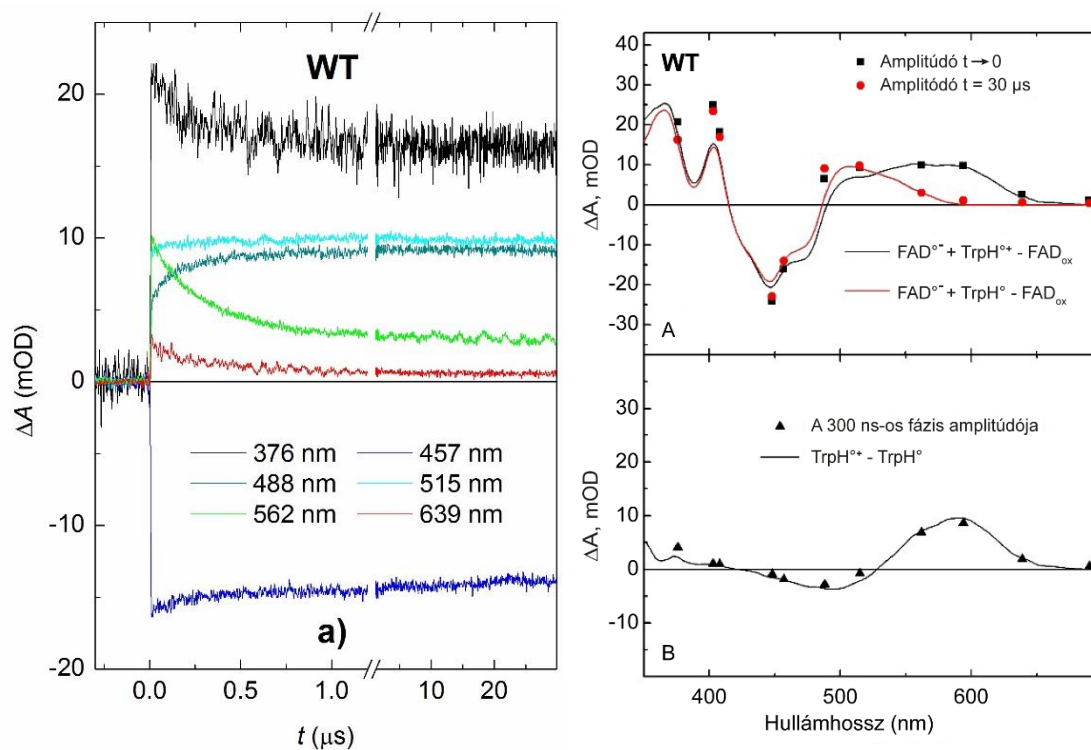 WT
20
10
0
-10
-20
ΔA (mOD)
376 nm
457 nm
488 nm
515 nm
562 nm
639 nm
a)
0.0
0.5
1.0
10
20
t (μs)
WT
Amplitúdó t → 0
Amplitódó t = 30 μs
40
30
20
10
0
-10
-20
-30
ΔA, mOD
FAD°⁻ + TrpH°⁺ - FADₒₓ
FAD°⁻ + TrpH° - FADₒₓ
A
30
20
10
0
-10
ΔA, mOD
A 300 ns-os fázis amplitúdója
TrpH°⁺ - TrpH°
B
400
500
600
Hullámhossz (nm)